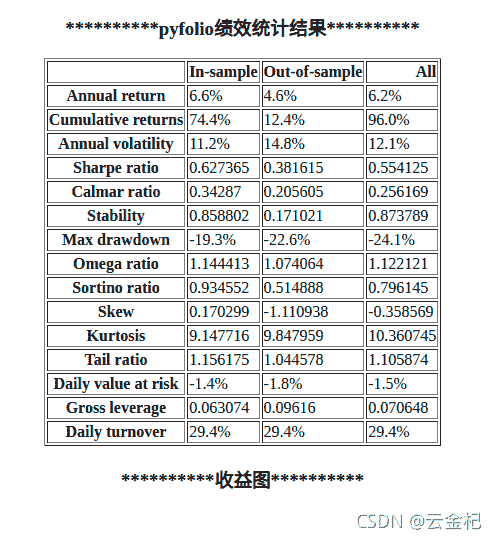 **********pyfolio绩效统计结果**********
In-sample Out-of-sample All
Annual return 6.6% 4.6% 6.2%
Cumulative returns 74.4% 12.4% 96.0%
Annual volatility 11.2% 14.8% 12.1%
Sharpe ratio 0.627365 0.381615 0.554125
Calmar ratio 0.34287 0.205605 0.256169
Stability 0.858802 0.171021 0.873789
Max drawdown -19.3% -22.6% -24.1%
Omega ratio 1.144413 1.074064 1.122121
Sortino ratio 0.934552 0.514888 0.796145
Skew 0.170299 -1.110938 -0.358569
Kurtosis 9.147716 9.847959 10.360745
Tail ratio 1.156175 1.044578 1.105874
Daily value at risk -1.4% -1.8% -1.5%
Gross leverage 0.063074 0.09616 0.070648
Daily turnover 29.4% 29.4% 29.4%
**********收益图**********
CSDN @云金杞